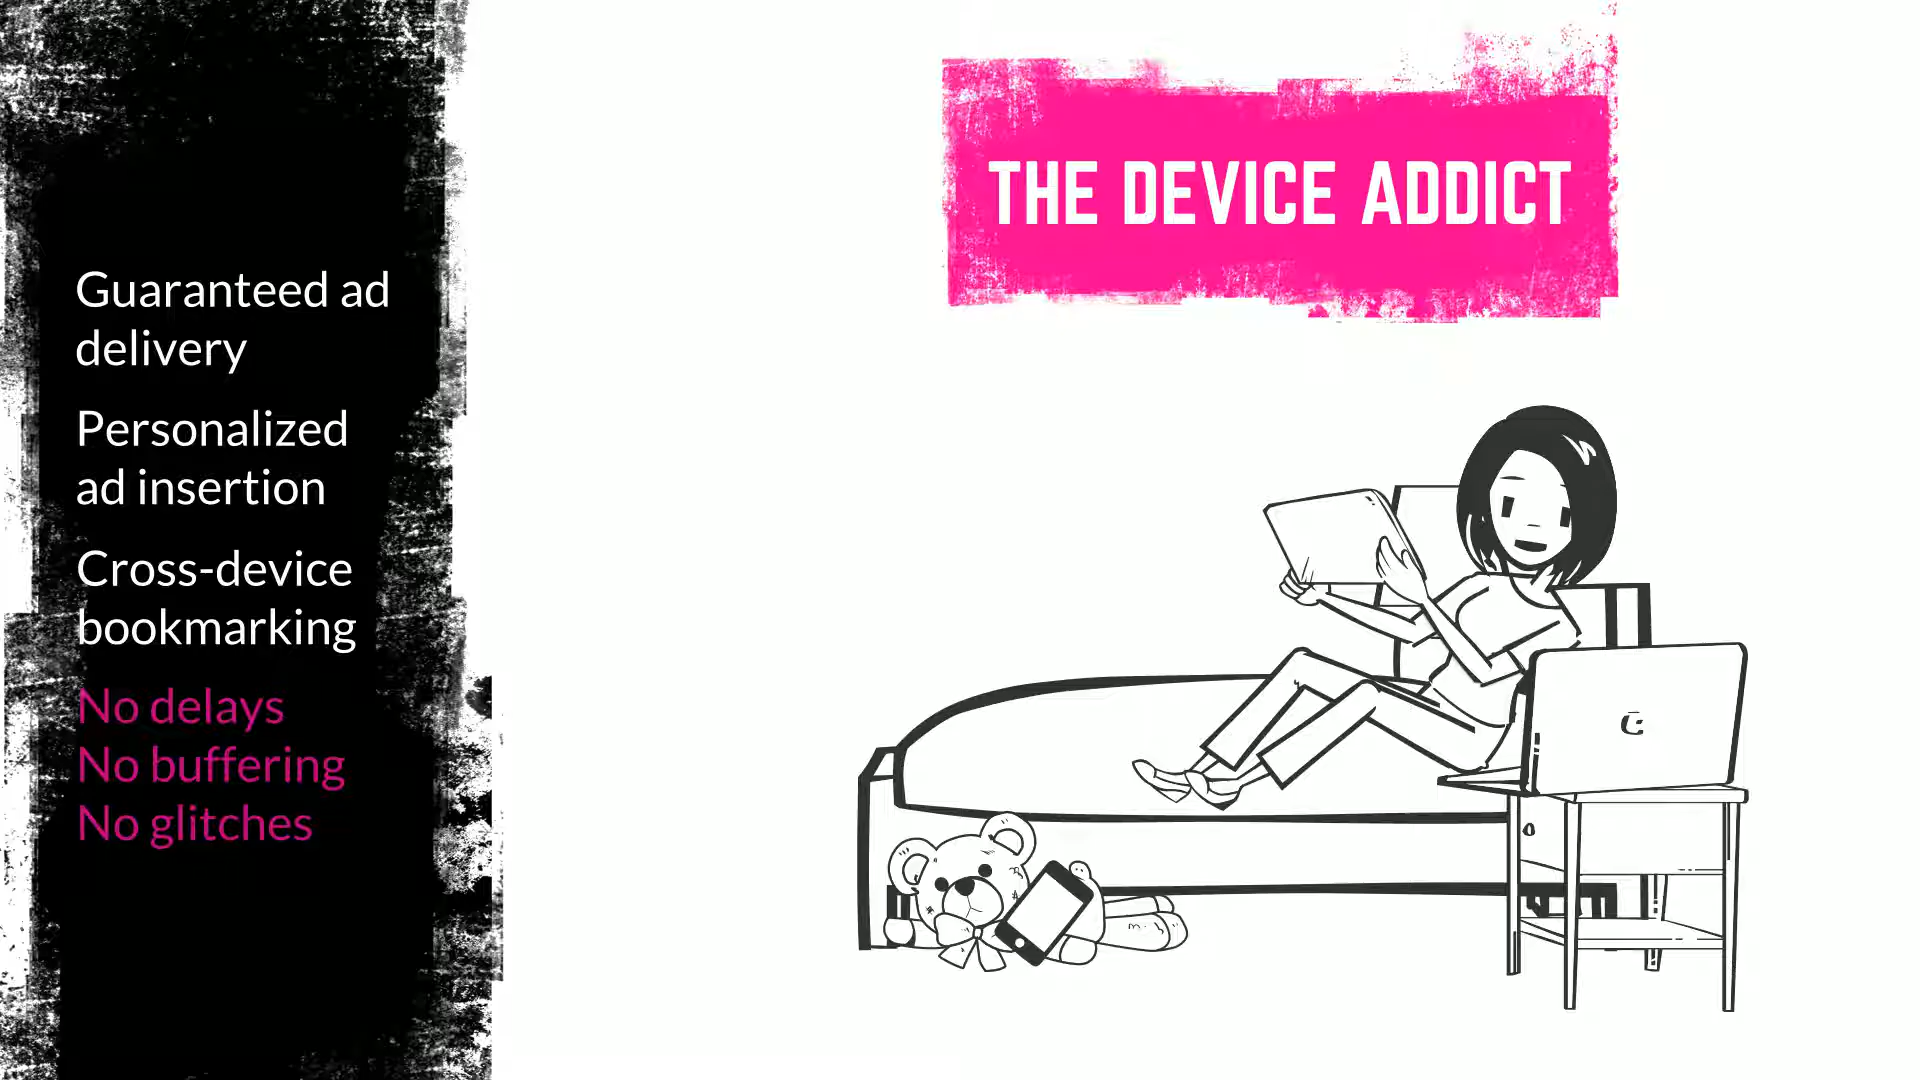 THE DEVICE ADDICT
Guaranteed ad
delivery
Personalized
ad insertion
Cross-device
bookmarking
No delays
No buffering
No glitches